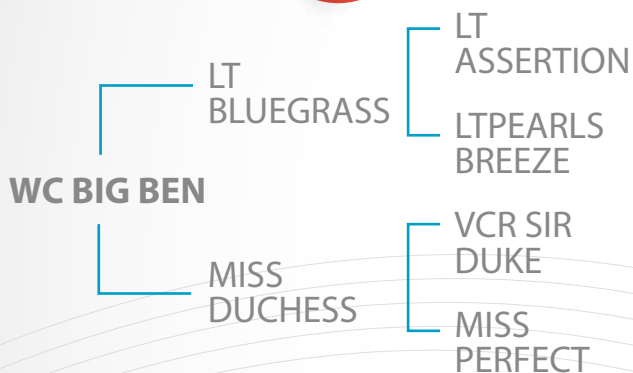 LT
ASSERTION
LT
BLUEGRASS
LTPEARLS
BREEZE
WC BIG BEN
VCR SIR
DUKE
MISS
DUCHESS
MISS
PERFECT